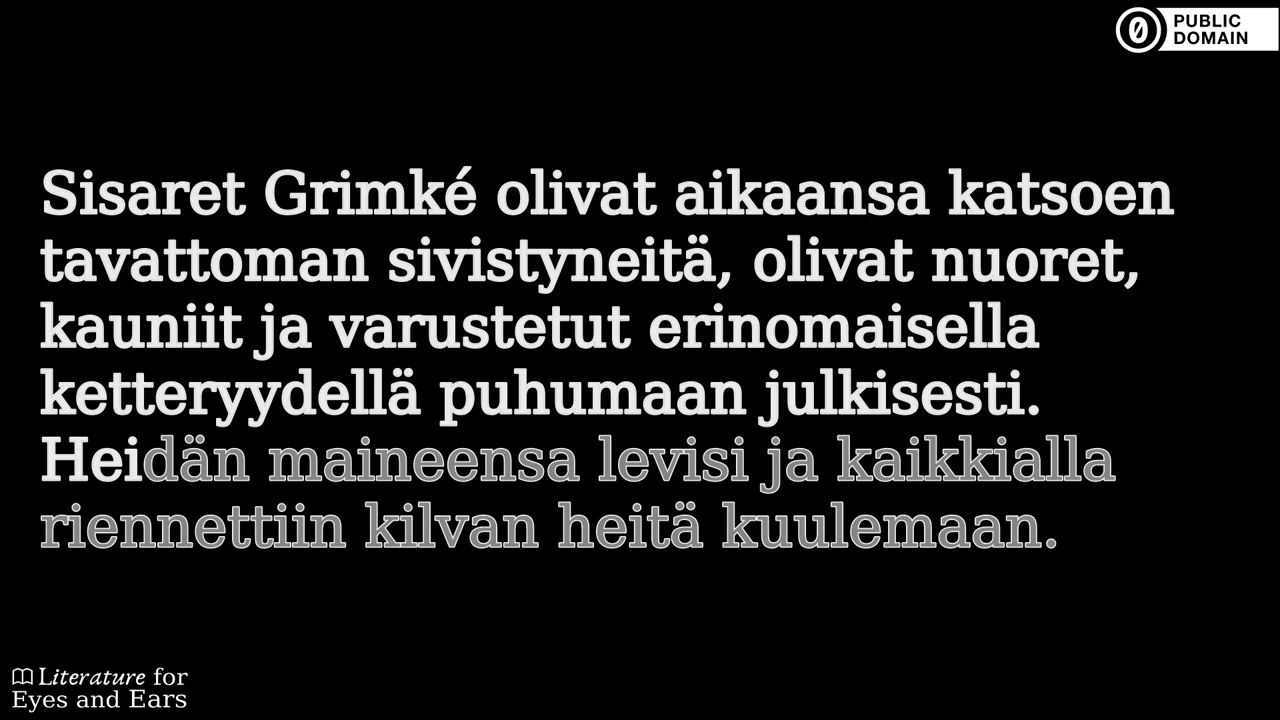 PUBLIC
DOMAIN
Sisaret Grimké olivat aikaansa katsoen
tavattoman sivistyneitä, olivat nuoret,
kauniit ja varustetut erinomaisella
ketteryydellä puhumaan julkisesti.
Heidän maineensa levisi ja kaikkialla
riennettiin kilvan heitä kuulemaan.
Literature for
Eyes and Ears